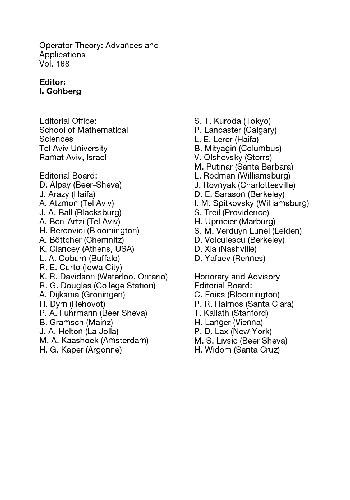 Operator Theory: Advances and
Applications
Vol. 168
Editor:
I. Gohberg
Editorial Office:
School of Mathematical
Sciences
Tel Aviv University
Ramat Aviv, Israel
Editorial Board:
D. Alpay (Beer-Sheva)
J. Arazy (Haifa)
A. Atzmon (Tel Aviv)
J. A. Ball (Blacksburg)
A. Ben-Artzi (Tel Aviv)
H. Bercovici (Bloomington)
A. Böttcher (Chemnitz)
K. Clancey (Athens, USA)
L. A. Coburn (Buffalo)
R. E. Curto (Iowa City)
K. R. Davidson (Waterloo, Ontario)
R. G. Douglas (College Station)
A. Dijksma (Groningen)
H. Dym (Rehovot)
P. A. Fuhrmann (Beer Sheva)
B. Gramsch (Mainz)
J. A. Helton (La Jolla)
M. A. Kaashoek (Amsterdam)
H. G. Kaper (Argonne)
S. T. Kuroda (Tokyo)
P. Lancaster (Calgary)
L. E. Lerer (Haifa)
B. Mityagin (Columbus)
V. Olshevsky (Storrs)
M. Putinar (Santa Barbara)
L. Rodman (Williamsburg)
J. Rovnyak (Charlottesville)
D. E. Sarason (Berkeley)
I. M. Spitkovsky (Williamsburg)
S. Treil (Providence)
H. Upmeier (Marburg)
S. M. Verduyn Lunel (Leiden)
D. Voiculescu (Berkeley)
D. Xia (Nashville)
D. Yafaev (Rennes)
Honorary and Advisory
Editorial Board:
C. Foias (Bloomington)
P. R. Halmos (Santa Clara)
T. Kailath (Stanford)
H. Langer (Vienna)
P. D. Lax (New York)
M. S. Livsic (Beer Sheva)
H. Widom (Santa Cruz)